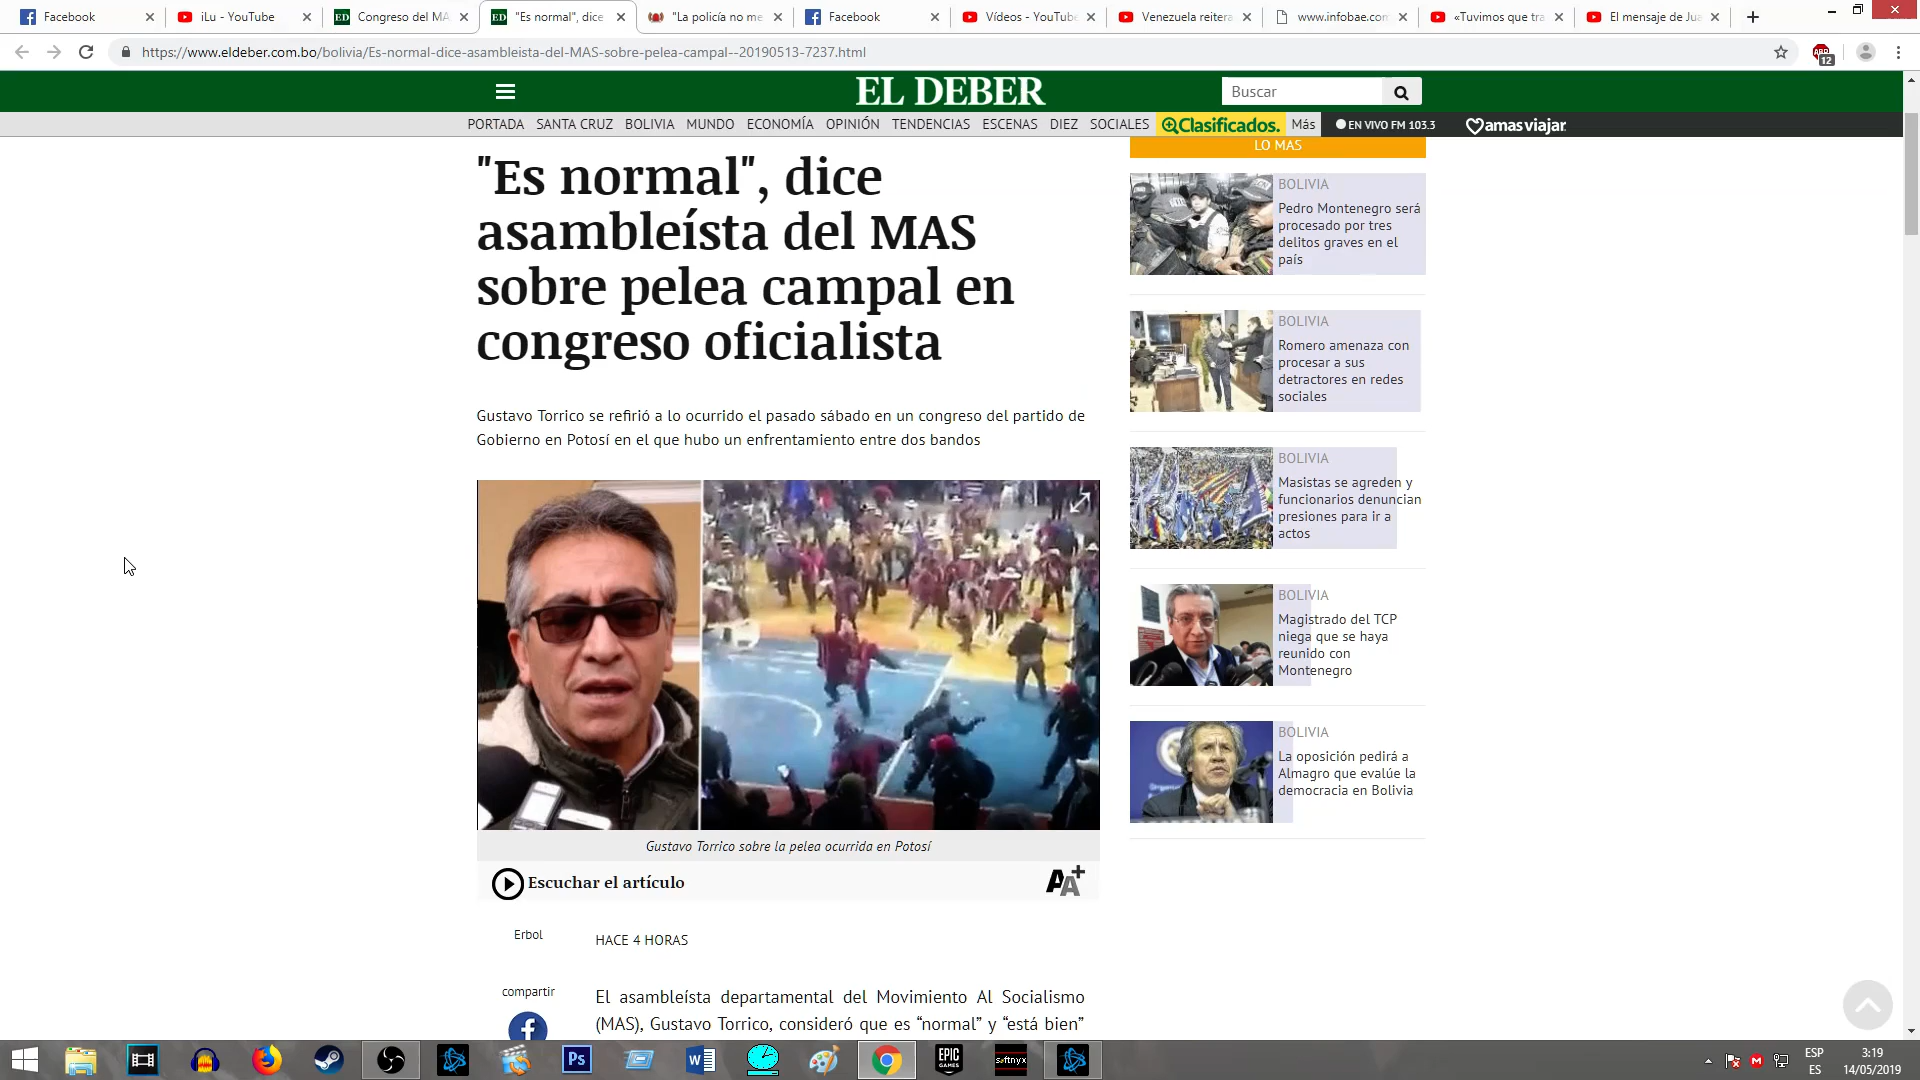 Facebook
iLu - YouTube
Congreso del MA
"Es normal", dice
"La policía no me
Facebook
Vídeos - YouTube
Venezuela reitera
www.infobae.com
«Tuvimos que tra
El mensaje de Jua
https://www.eldeber.com.bo/bolivia/Es-normal-dice-asambleista-del-MAS-sobre-pelea-campal--20190513-7237.html
12
EL DEBER
Buscar
PORTADA SANTA CRUZ BOLIVIA MUNDO ECONOMÍA OPINIÓN TENDENCIAS ESCENAS DIEZ SOCIALES Clasificados. Más EN VIVO FM 103.3 amasviajar
"Es normal", dice
asambleísta del MAS
sobre pelea campal en
congreso oficialista
Gustavo Torrico se refirió a lo ocurrido el pasado sábado en un congreso del partido de
Gobierno en Potosí en el que hubo un enfrentamiento entre dos bandos
Gustavo Torrico sobre la pelea ocurrida en Potosí
Escuchar el artículo
AA+
Erbol
HACE 4 HORAS
compartir
El asambleísta departamental del Movimiento Al Socialismo
(MAS), Gustavo Torrico, consideró que es “normal” y “está bien”
LO MAS
BOLIVIA
Pedro Montenegro será
procesado por tres
delitos graves en el
país
BOLIVIA
Romero amenaza con
procesar a sus
detractores en redes
sociales
BOLIVIA
Masistas se agreden y
funcionarios denuncian
presiones para ir a
actos
BOLIVIA
Magistrado del TCP
niega que se haya
reunido con
Montenegro
BOLIVIA
La oposición pedirá a
Almagro que evalúe la
democracia en Bolivia
Ps
EPIC
GAMES
softnyx
ESP
ES
3:19
14/05/2019